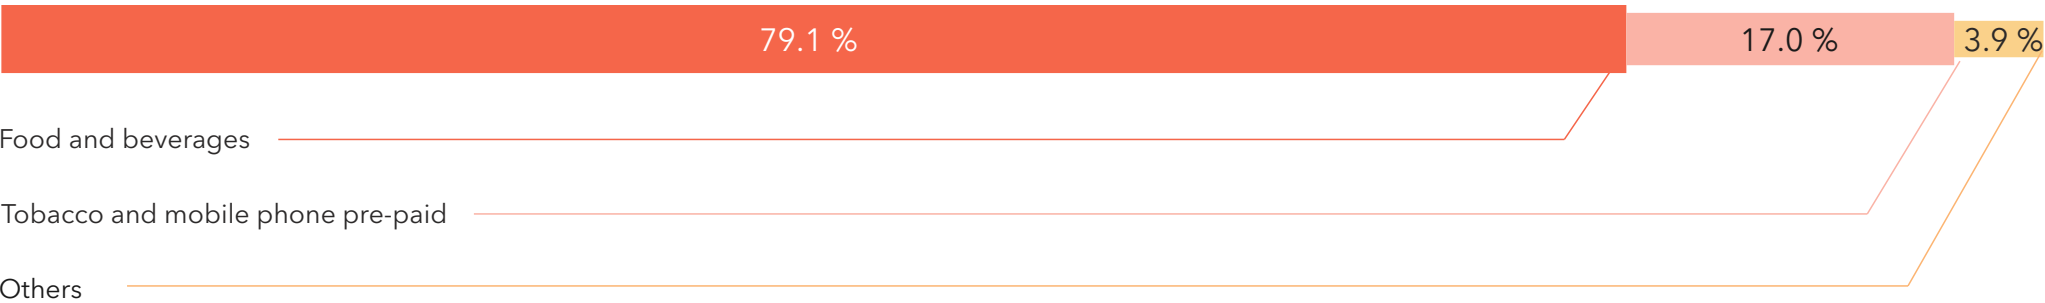 79.1 % 17.0 % 3.9 %
Food and beverages
Tobacco and mobile phone pre-paid
Others